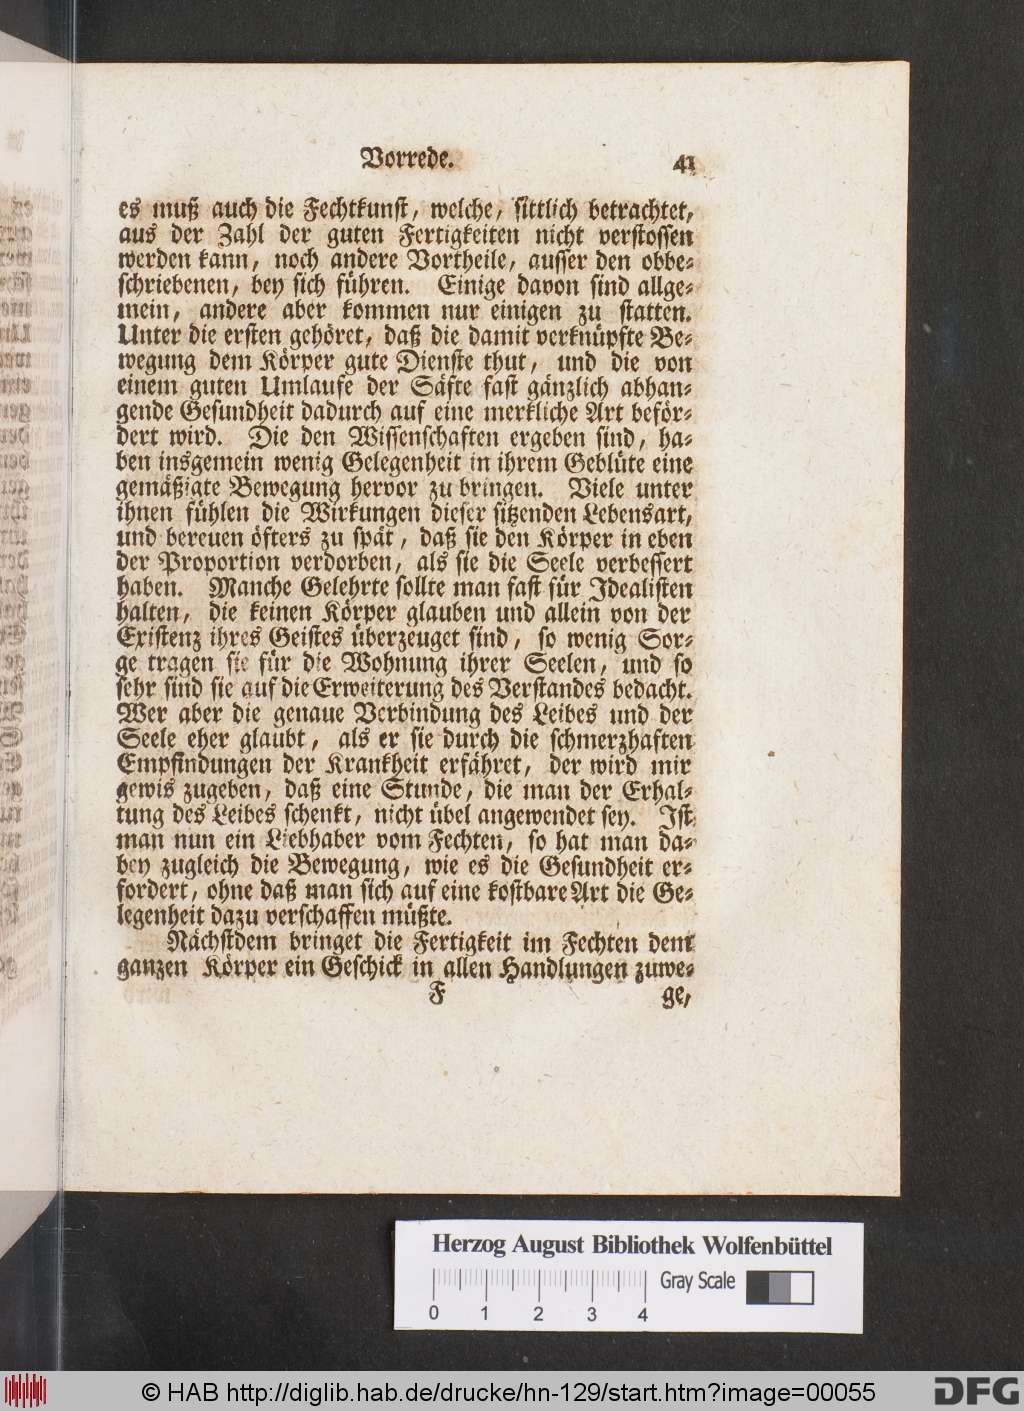 Vorrede. 41
es muß auch die Fechtkunst, welche, sittlich betrachtet,
aus der Zahl der guten Fertigkeiten nicht verstossen
werden kann, noch andere Vortheile, ausser den obbe-
schriebenen, bey sich führen. Einige davon sind allge-
mein, andere aber kommen nur einigen zu statten.
Unter die ersten gehöret, daß die damit verknüpfte Be-
wegung dem Körper gute Dienste thut, und die von
einem guten Umlaufe der Säfte fast gänzlich abhan-
gende Gesundheit dadurch auf eine merkliche Art beför-
dert wird. Die den Wissenschaften ergeben sind, ha-
ben insgemein wenig Gelegenheit in ihrem Geblüte eine
gemäßigte Bewegung hervor zu bringen. Viele unter
ihnen fühlen die Wirkungen dieser sitzenden Lebensart,
und bereuen öfters zu spät, daß sie den Körper in eben
der Proportion verdorben, als sie die Seele verbessert
haben. Manche Gelehrte sollte man fast für Idealisten
halten, die keinen Körper glauben und allein von der
Existenz ihres Geistes überzeuget sind, so wenig Sor-
ge tragen sie für die Wohnung ihrer Seelen, und so
sehr sind sie auf die Erweiterung des Verstandes bedacht.
Wer aber die genaue Verbindung des Leibes und der
Seele eher glaubt, als er sie durch die schmerzhaften
Empfindungen der Krankheit erfähret, der wird mir
gewis zugeben, daß eine Stunde, die man der Erhal-
tung des Leibes schenkt, nicht übel angewendet sey. Ist
man nun ein Liebhaber vom Fechten, so hat man da-
bey zugleich die Bewegung, wie es die Gesundheit er-
fordert, ohne daß man sich auf eine kostbare Art die Ge-
legenheit dazu verschaffen müßte.
Nächstdem bringet die Fertigkeit im Fechten dem
ganzen Körper ein Geschick in allen Handlungen zuwe-
F ge,
Herzog August Bibliothek Wolfenbüttel
Gray Scale
0 1 2 3 4
© HAB http://diglib.hab.de/drucke/hn-129/start.htm?image=00055
DFG